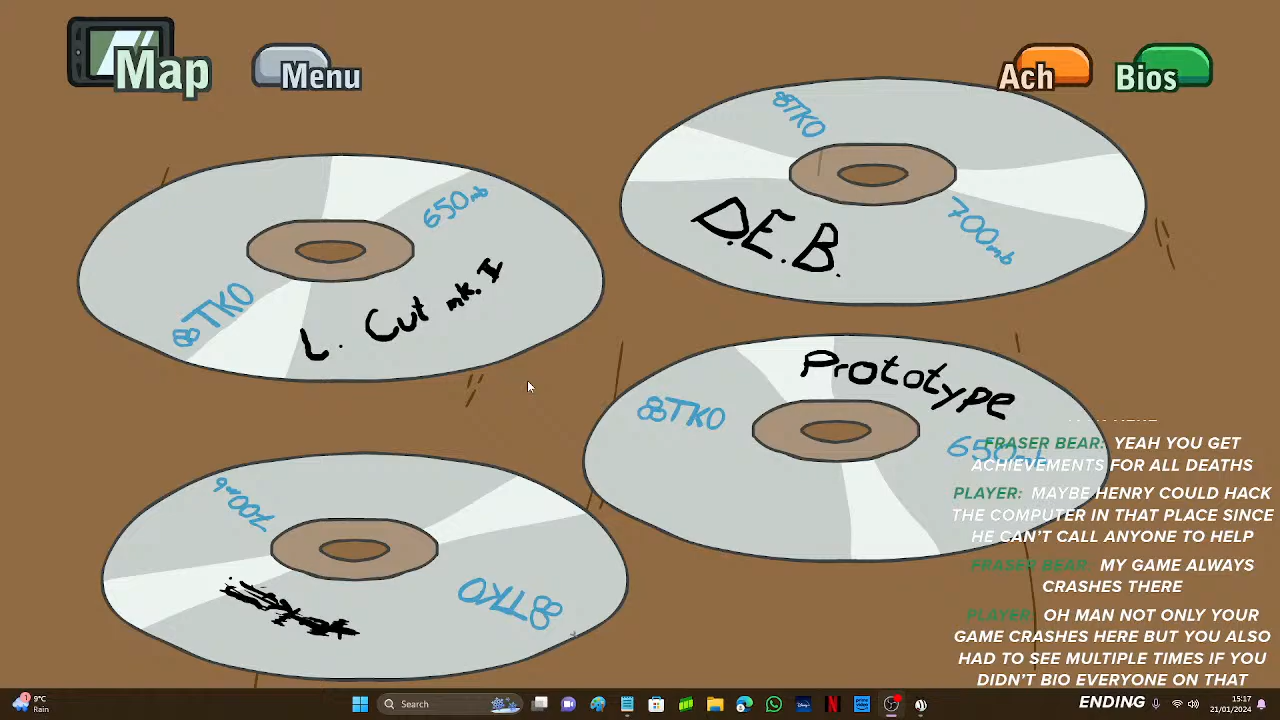 Map
Menu
Ach
Bios
8TKO
650mb
8TKO
L. Cut mk. I
700mb
D.E.B.
Prototype
8TKO
650mb
700mb
8TKO
FRASER BEAR: YEAH YOU GET
ACHIEVEMENTS FOR ALL DEATHS
PLAYER: MAYBE HENRY COULD HACK
THE COMPUTER IN THAT PLACE SINCE
HE CAN'T CALL ANYONE TO HELP
FRASER BEAR: MY GAME ALWAYS
CRASHES THERE
PLAYER: OH MAN NOT ONLY YOUR
GAME CRASHES HERE BUT YOU ALSO
HAD TO SEE MULTIPLE TIMES IF YOU
DIDN'T BIO EVERYONE ON THAT
ENDING
1
9°C
Rain
Search
15:17
21/01/2024